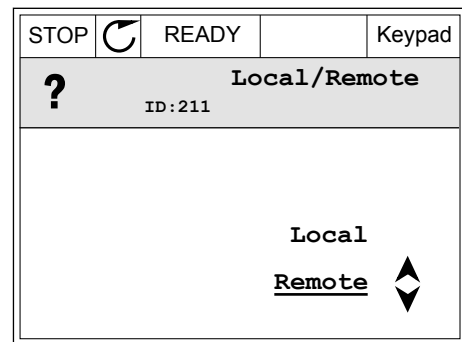 STOP READY Keypad
? Local/Remote
ID:211
Local
Remote